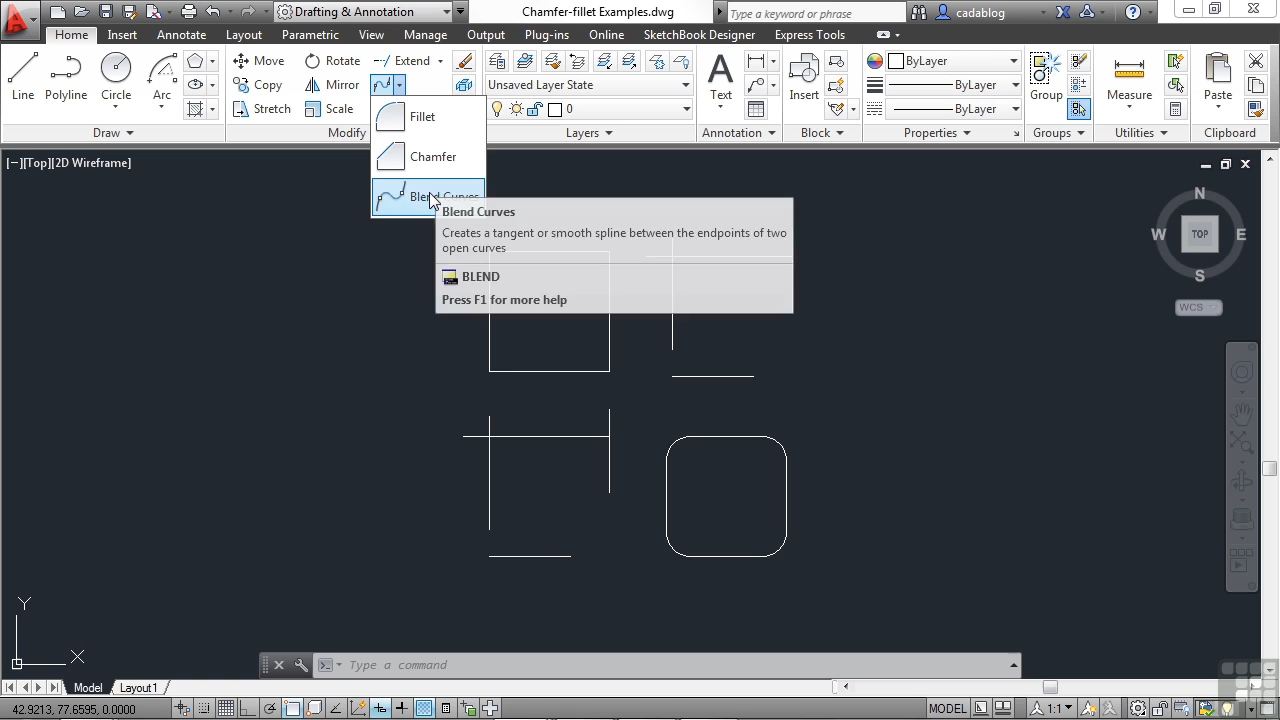 Drafting & Annotation
Chamfer-fillet Examples.dwg
Type a keyword or phrase
cadablog
Home Insert Annotate Layout Parametric View Manage Output Plug-ins Online SketchBook Designer Express Tools
Line Polyline Circle Arc
Move Rotate Extend
Copy Mirror
Stretch Scale
Unsaved Layer State
0
Text
Insert
ByLayer
ByLayer
ByLayer
Group
Measure
Paste
Draw Modify Layers Annotation Block Properties Groups Utilities Clipboard
Fillet
Chamfer
Blend Curves
Blend Curves
Creates a tangent or smooth spline between the endpoints of two
open curves
BLEND
Press F1 for more help
[−][Top][2D Wireframe]
N
W TOP E
S
WCS
Y
X
Type a command
Model Layout1
42.9213, 77.6595, 0.0000
MODEL
1:1